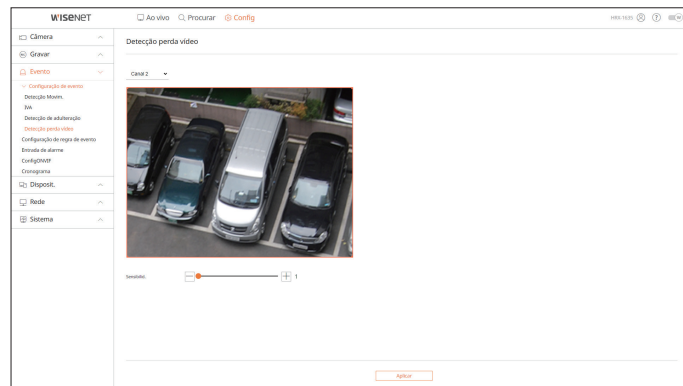 WISENET
Ao vivo Procurar Config
HRX-1635
Câmera
Detecção perda vídeo
Gravar
Evento
Canal 2
Configuração de evento
Detecção Movim.
IVA
Detecção de adulteração
Detecção perda vídeo
Configuração de regra de evento
Entrada de alarme
ConfigONVIF
Cronograma
Disposit.
Rede
Sistema
1
Aplicar